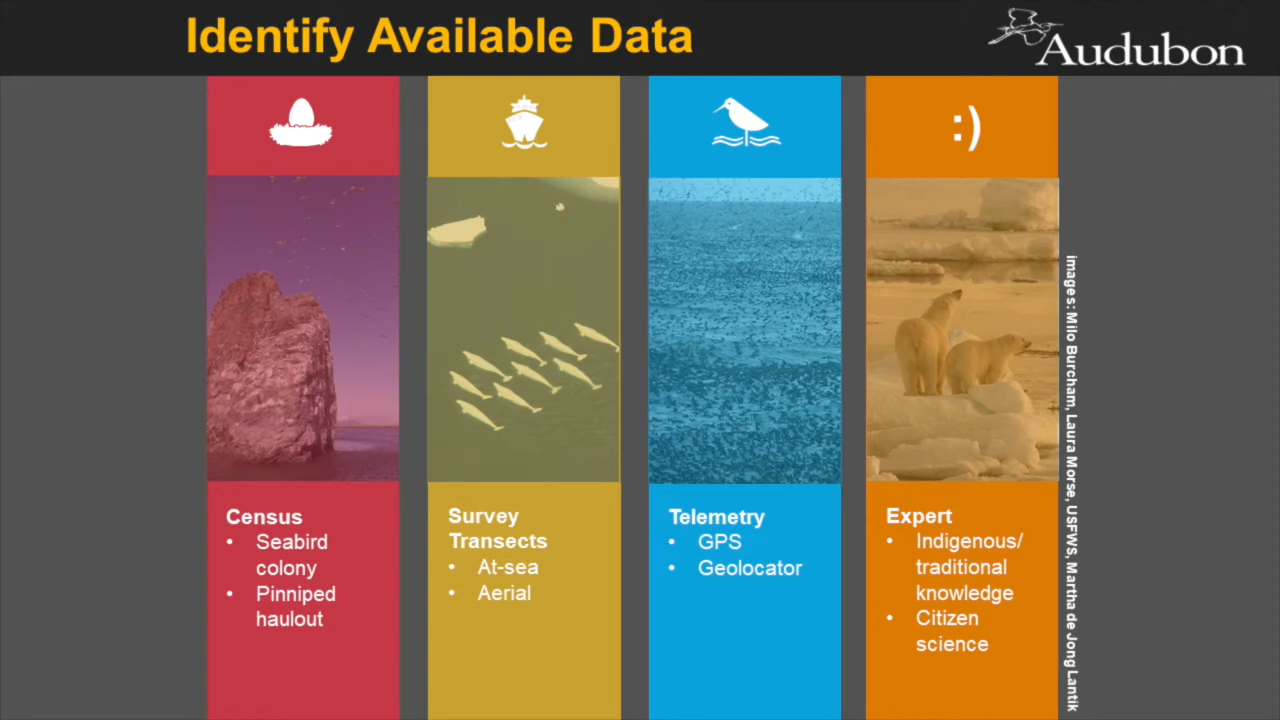 Identify Available Data
Audubon
:)
Census
• Seabird
colony
• Pinniped
haulout
Survey
Transects
• At-sea
• Aerial
Telemetry
• GPS
• Geolocator
Expert
• Indigenous/
traditional
knowledge
• Citizen
science
images: Milo Burcham, Laura Morse, USFWS, Martha de Jong Lantik